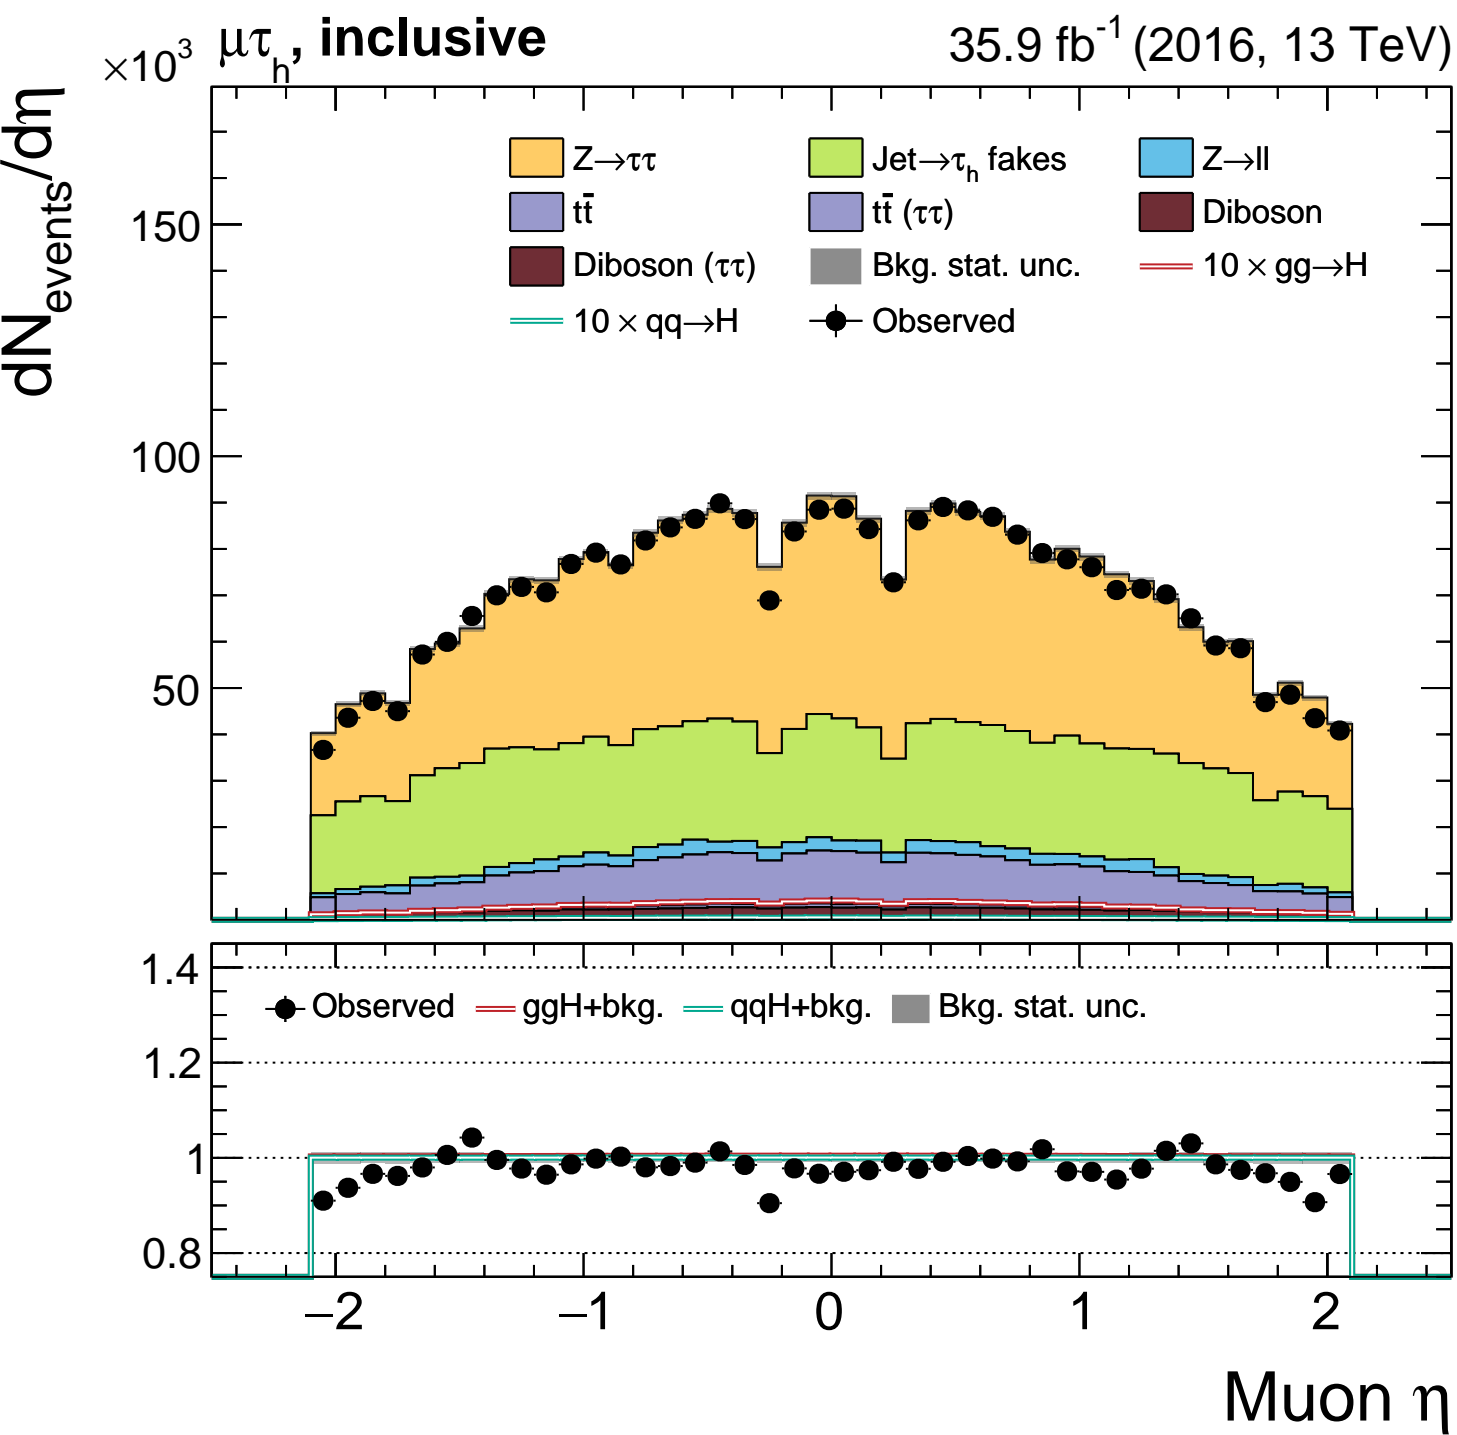 ×10³ μτₕ, inclusive 35.9 fb⁻¹ (2016, 13 TeV)
dN_events/dη
Z→ττ Jet→τₕ fakes Z→ll
tt̄ tt̄ (ττ) Diboson
Diboson (ττ) Bkg. stat. unc. 10 × gg→H
10 × qq→H Observed
150
100
50
1.4
Observed ggH+bkg. qqH+bkg. Bkg. stat. unc.
1.2
1
0.8
−2 −1 0 1 2
Muon η